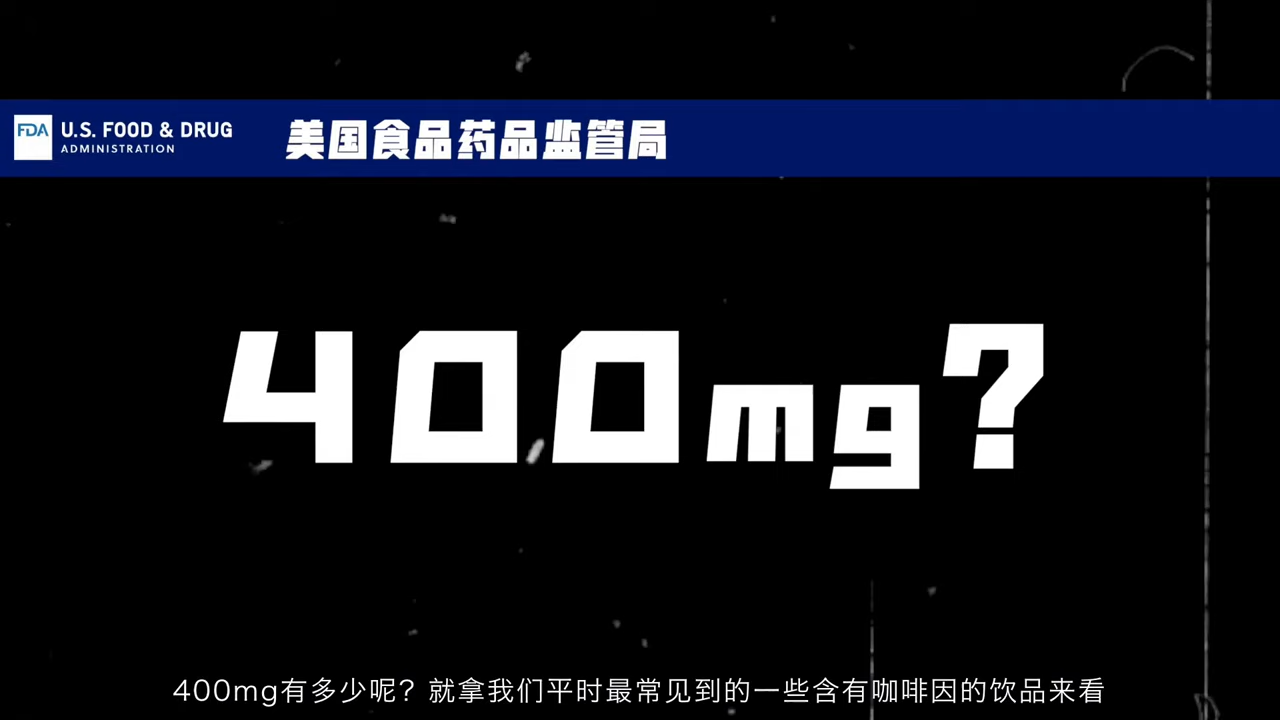 FDA
U.S. FOOD & DRUG
ADMINISTRATION
美国食品药品监管局
400mg?
400mg有多少呢？就拿我们平时最常见到的一些含有咖啡因的饮品来看